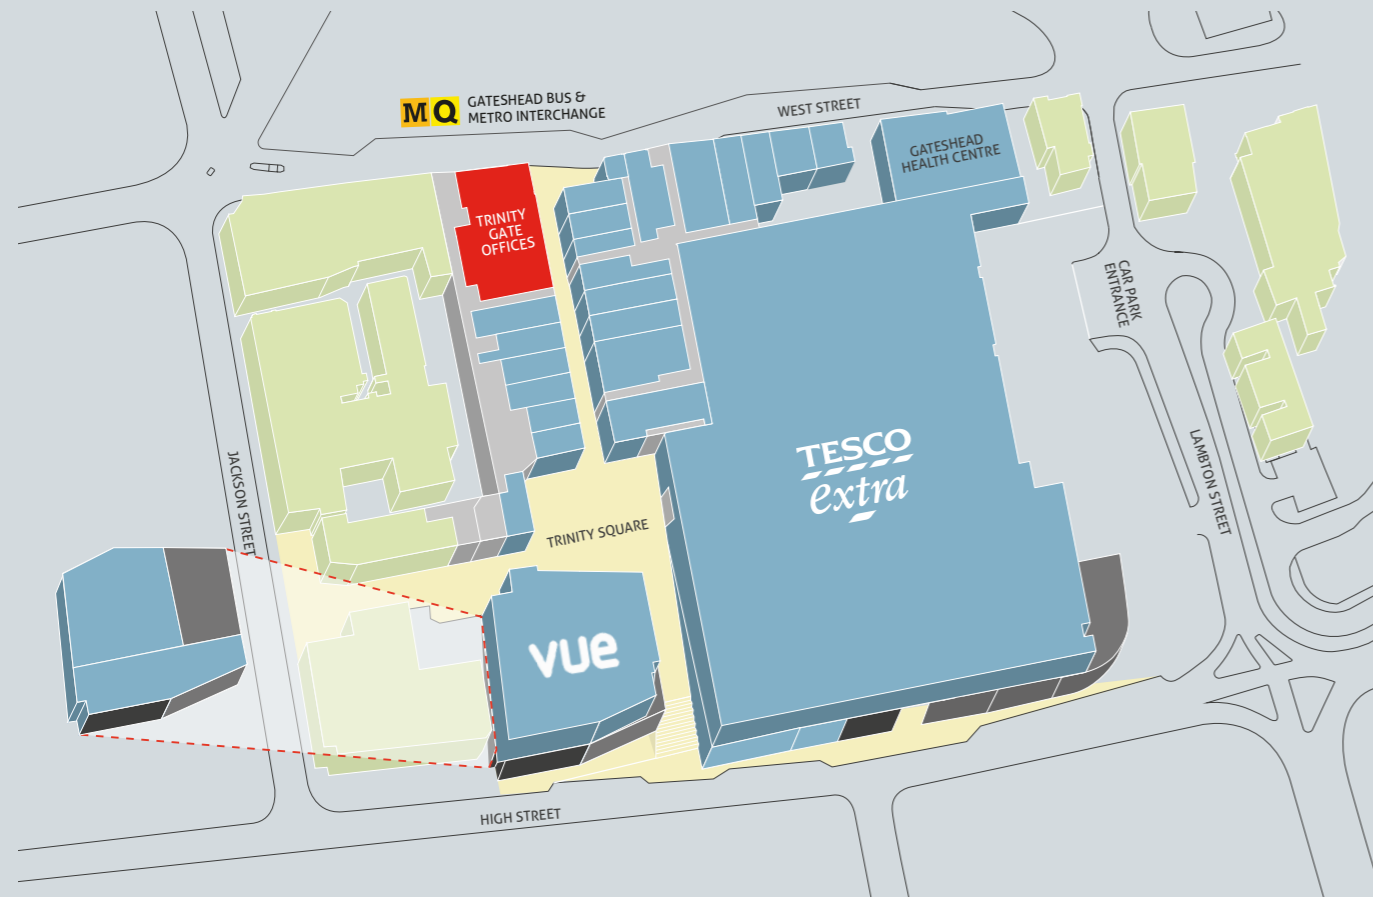 M Q GATESHEAD BUS &
METRO INTERCHANGE
WEST STREET
GATESHEAD
HEALTH CENTRE
TRINITY
GATE
OFFICES
CAR PARK
ENTRANCE
TESCO
extra
JACKSON STREET
LAMBTON STREET
TRINITY SQUARE
vue
HIGH STREET